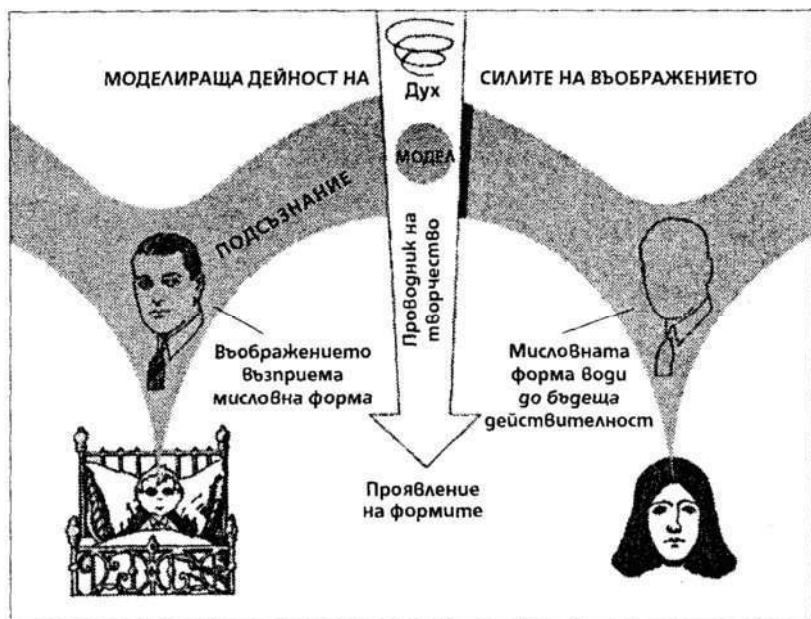 МОДЕЛИРАЩА ДЕЙНОСТ НА
СИЛИТЕ НА ВЪОБРАЖЕНИЕТО
Дух
МОДЕЛ
ПОДСЪЗНАНИЕ
Проводник на
творчество
Въображението
възприема
мисловна форма
Мисловната
форма води
до бъдеща
действителност
Проявление
на формите